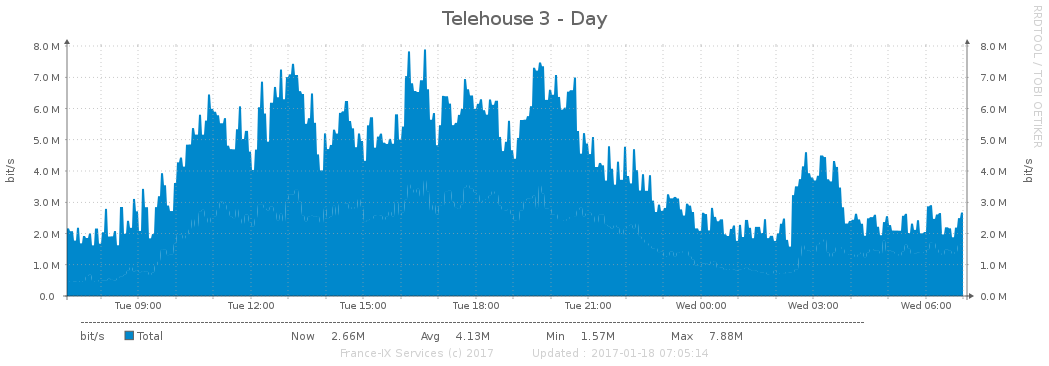 Telehouse 3 - Day
RRDTOOL / TOBI OETIKER
bit/s
8.0 M 8.0 M
7.0 M 7.0 M
6.0 M 6.0 M
5.0 M 5.0 M
4.0 M 4.0 M
3.0 M 3.0 M
2.0 M 2.0 M
1.0 M 1.0 M
0.0 0.0 M
bit/s
Tue 09:00 Tue 12:00 Tue 15:00 Tue 18:00 Tue 21:00 Wed 00:00 Wed 03:00 Wed 06:00
bit/s Total Now 2.66M Avg 4.13M Min 1.57M Max 7.88M
France-IX Services (c) 2017 Updated : 2017-01-18 07:05:14